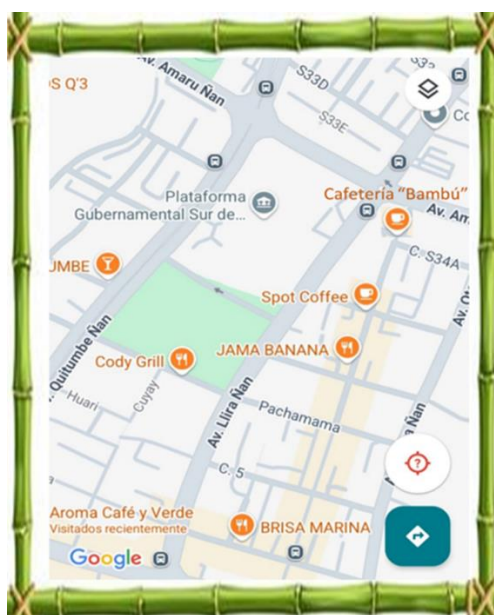 OS Q'3
Av. Amaru Ñan
S33D
S33E
Co
Plataforma
Gubernamental Sur de...
Cafetería “Bambú”
Av. Am
C. S34A
UMBE
Spot Coffee
Av. Ot
JAMA BANANA
Cody Grill
. Quitumbe Ñan
Huari
Cuyay
Av. Llira Ñan
Pachamama
Ñan
C. 5
?
Aroma Café y Verde
Visitados recientemente
BRISA MARINA
Google